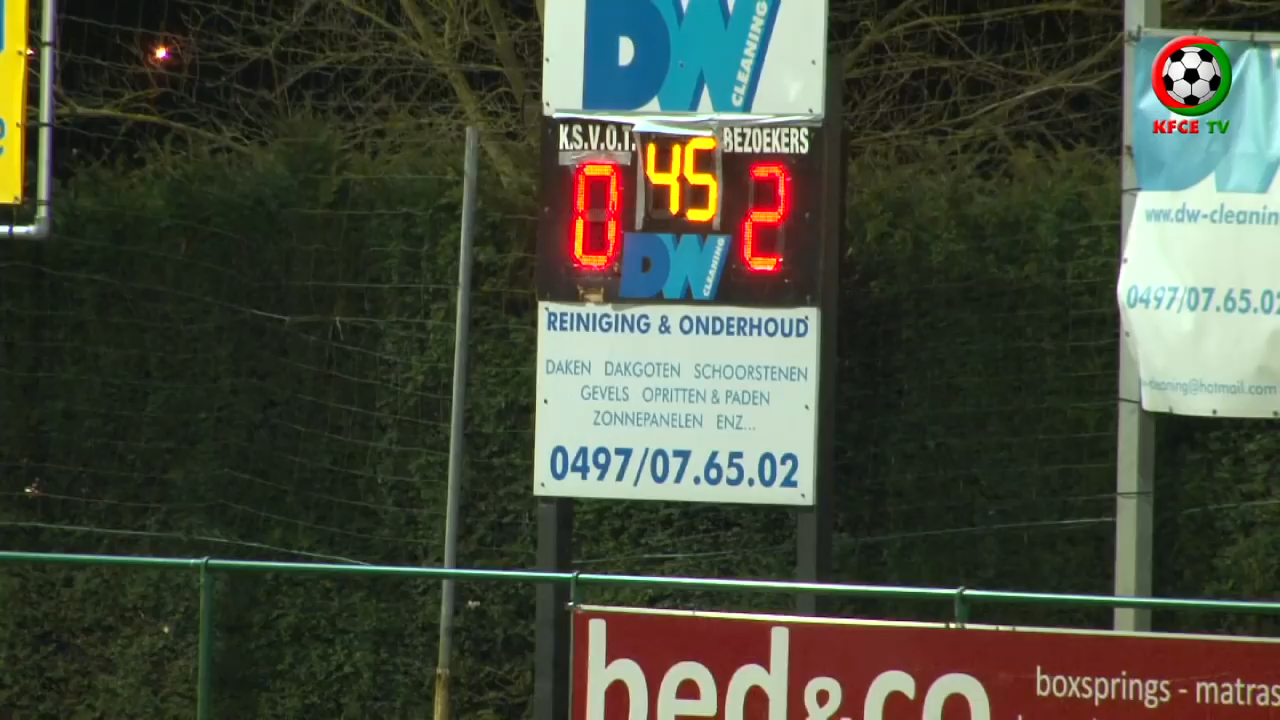 DW
CLEANING
KFCE TV
K.S.V.O.T. 45 BEZOEKERS
0 2
DW
CLEANING
REINIGING & ONDERHOUD
DAKEN DAKGOTEN SCHOORSTENEN
GEVELS OPRITTEN & PADEN
ZONNEPANELEN ENZ...
0497/07.65.02
www.dw-cleanin
0497/07.65.02
eaning@hotmail.com
bed&co
boxsprings - matras